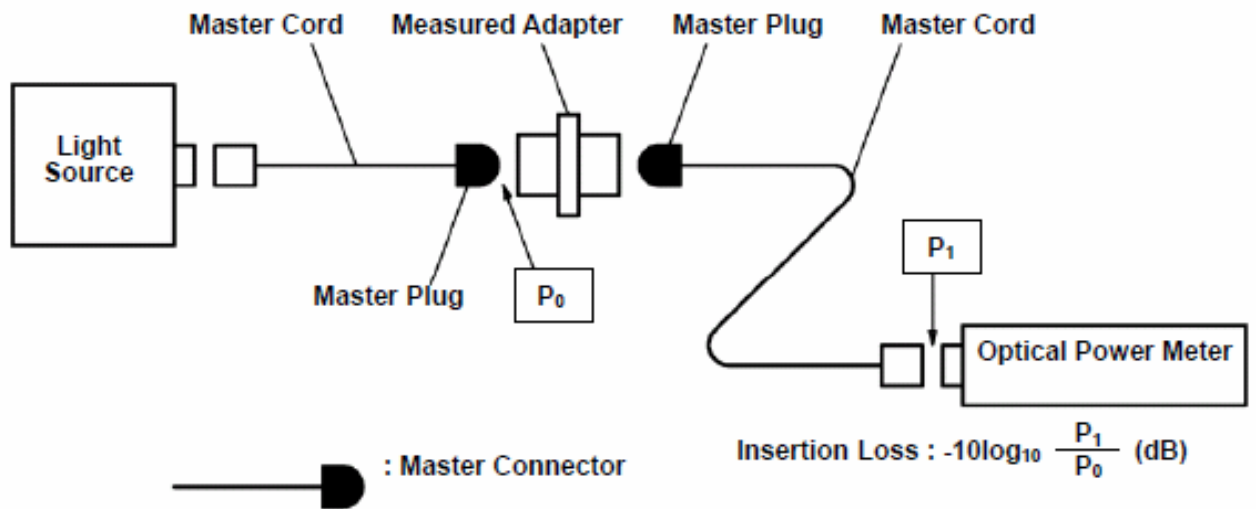 Master Cord
Measured Adapter
Master Plug
Master Cord
Light
Source
P₁
Master Plug
P₀
Optical Power Meter
Insertion Loss : -10log₁₀ P₁/P₀ (dB)
: Master Connector